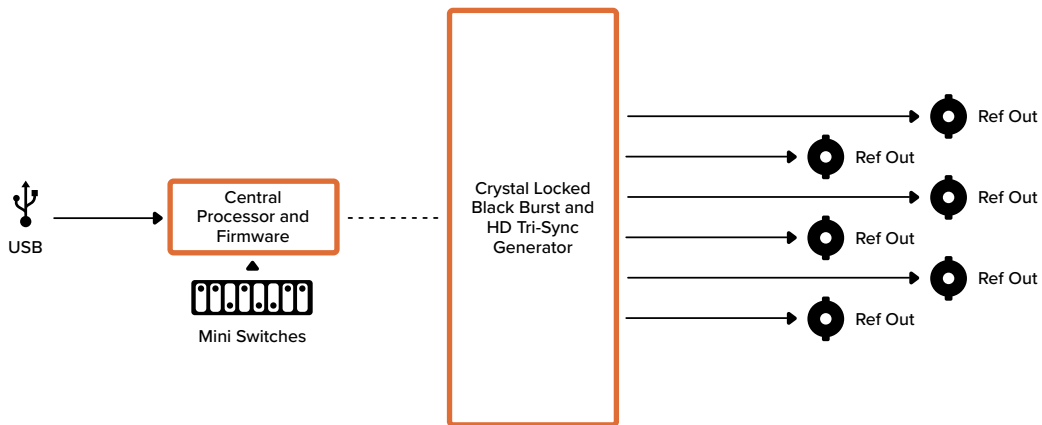 USB
Central
Processor and
Firmware
Mini Switches
Crystal Locked
Black Burst and
HD Tri-Sync
Generator
Ref Out
Ref Out
Ref Out
Ref Out
Ref Out
Ref Out